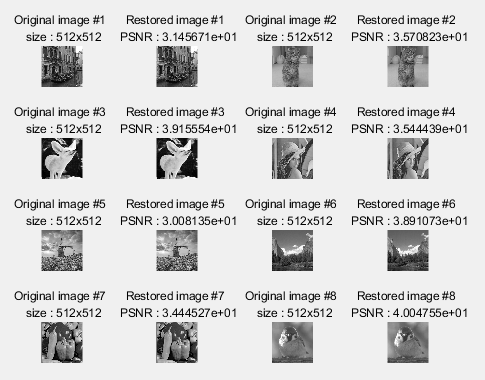 Original image #1 Restored image #1 Original image #2 Restored image #2
size : 512x512 PSNR : 3.145671e+01 size : 512x512 PSNR : 3.570823e+01
Original image #3 Restored image #3 Original image #4 Restored image #4
size : 512x512 PSNR : 3.915554e+01 size : 512x512 PSNR : 3.544439e+01
Original image #5 Restored image #5 Original image #6 Restored image #6
size : 512x512 PSNR : 3.008135e+01 size : 512x512 PSNR : 3.891073e+01
Original image #7 Restored image #7 Original image #8 Restored image #8
size : 512x512 PSNR : 3.444527e+01 size : 512x512 PSNR : 4.004755e+01